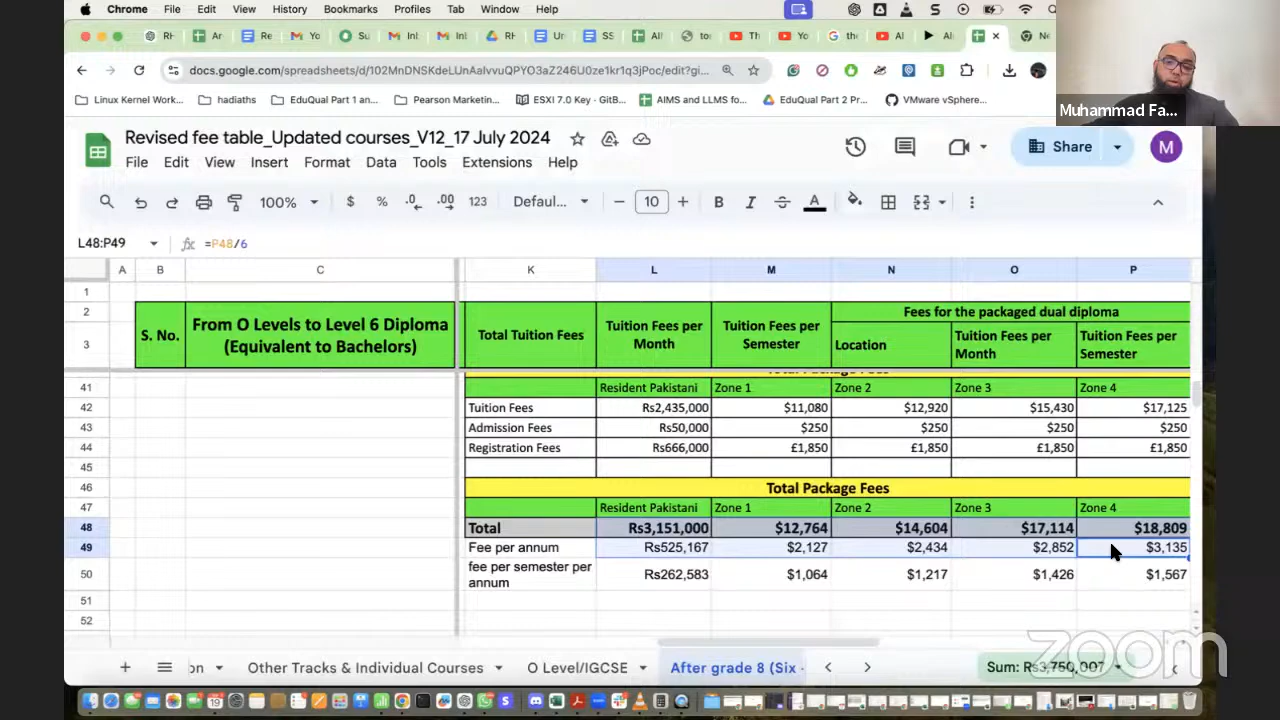 Chrome File Edit View History Bookmarks Profiles Tab Window Help
docs.google.com/spreadsheets/d/102MnDNSKdeLUnAalvvuQPYO3aZ246U0ze1kr1q3jPoc/edit?gi...
Linux Kernel Work... hadiaths EduQual Part 1 an... Pearson Marketin... ESXI 7.0 Key · GitB... AIMS and LLMS fo... EduQual Part 2 Pr... VMware vSphere...
Muhammad Fa...
Revised fee table_Updated courses_V12_17 July 2024
File Edit View Insert Format Data Tools Extensions Help
Share
M
100% $ % .0 .00 123 Defaul... − 10 + B I A
L48:P49 fx =P48/6
A B C K L M N O P
1
2 S. No. From O Levels to Level 6 Diploma (Equivalent to Bachelors) Total Tuition Fees Tuition Fees per Month Tuition Fees per Semester Fees for the packaged dual diploma
3 Location Tuition Fees per Month Tuition Fees per Semester
41 Resident Pakistani Zone 1 Zone 2 Zone 3 Zone 4
42 Tuition Fees Rs2,435,000 $11,080 $12,920 $15,430 $17,125
43 Admission Fees Rs50,000 $250 $250 $250 $250
44 Registration Fees Rs666,000 £1,850 £1,850 £1,850 £1,850
45
46 Total Package Fees
47 Resident Pakistani Zone 1 Zone 2 Zone 3 Zone 4
48 Total Rs3,151,000 $12,764 $14,604 $17,114 $18,809
49 Fee per annum Rs525,167 $2,127 $2,434 $2,852 $3,135
50 fee per semester per annum Rs262,583 $1,064 $1,217 $1,426 $1,567
51
52
on Other Tracks & Individual Courses O Level/IGCSE After grade 8 (Six - Sum: Rs3,750,007
zoom